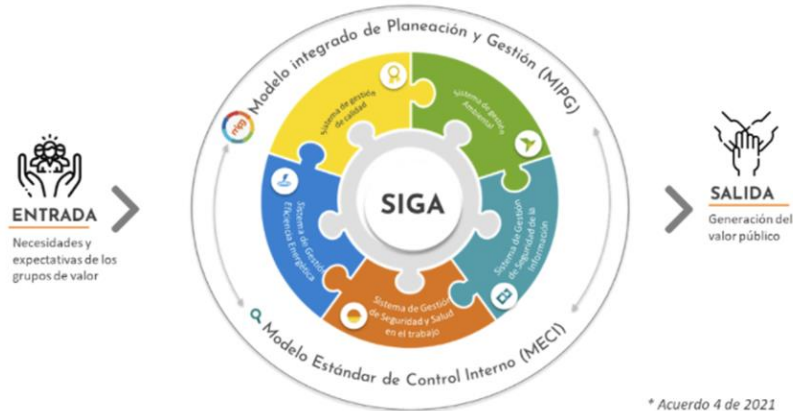 Modelo integrado de Planeación y Gestión (MIPG)
mipg
Sistema de gestión
de calidad
Sistema de gestión
Ambiental
ENTRADA
Necesidades y
expectativas de los
grupos de valor
SIGA
SALIDA
Generación del
valor público
Sistema de Gestión
Eficiencia Energética
Sistema de Gestión
de Seguridad de la
Información
Sistema de Gestión
de Seguridad y Salud
en el trabajo
Modelo Estándar de Control Interno (MECI)
* Acuerdo 4 de 2021